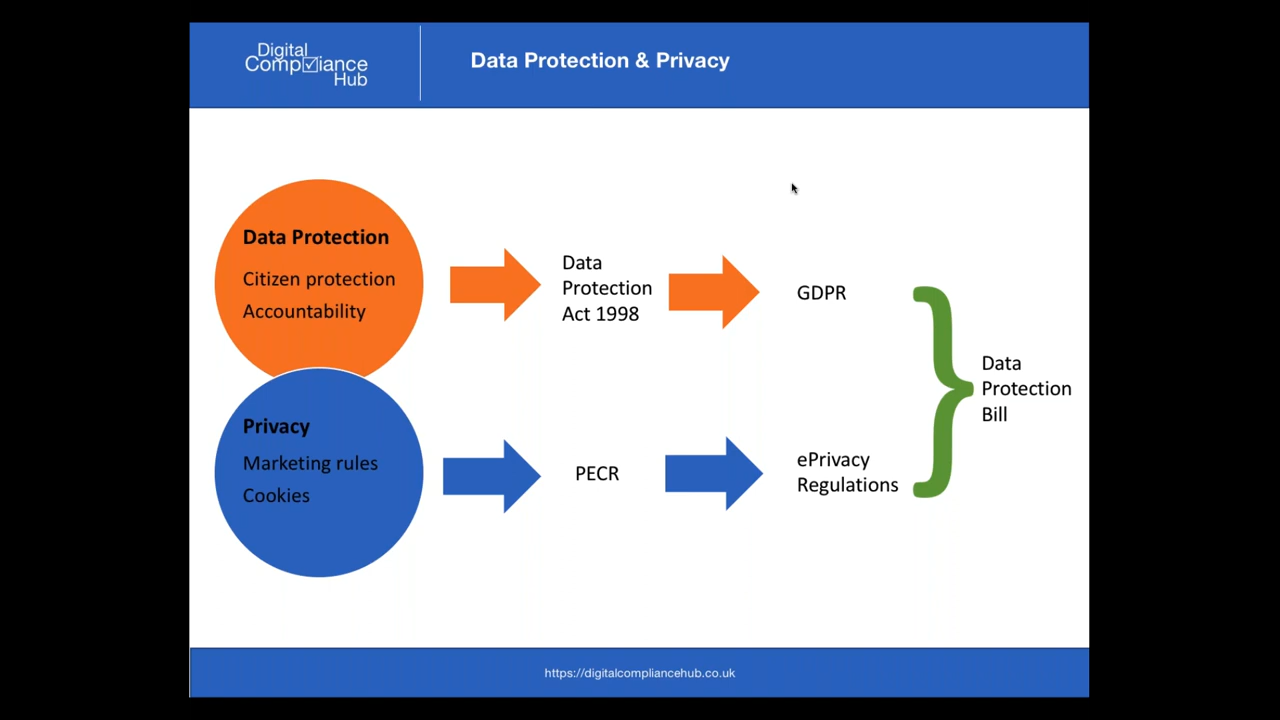 Digital
Compliance
Hub
Data Protection & Privacy
Data Protection
Citizen protection
Accountability
Data
Protection
Act 1998
GDPR
Data
Protection
Bill
Privacy
Marketing rules
Cookies
PECR
ePrivacy
Regulations
https://digitalcompliancehub.co.uk